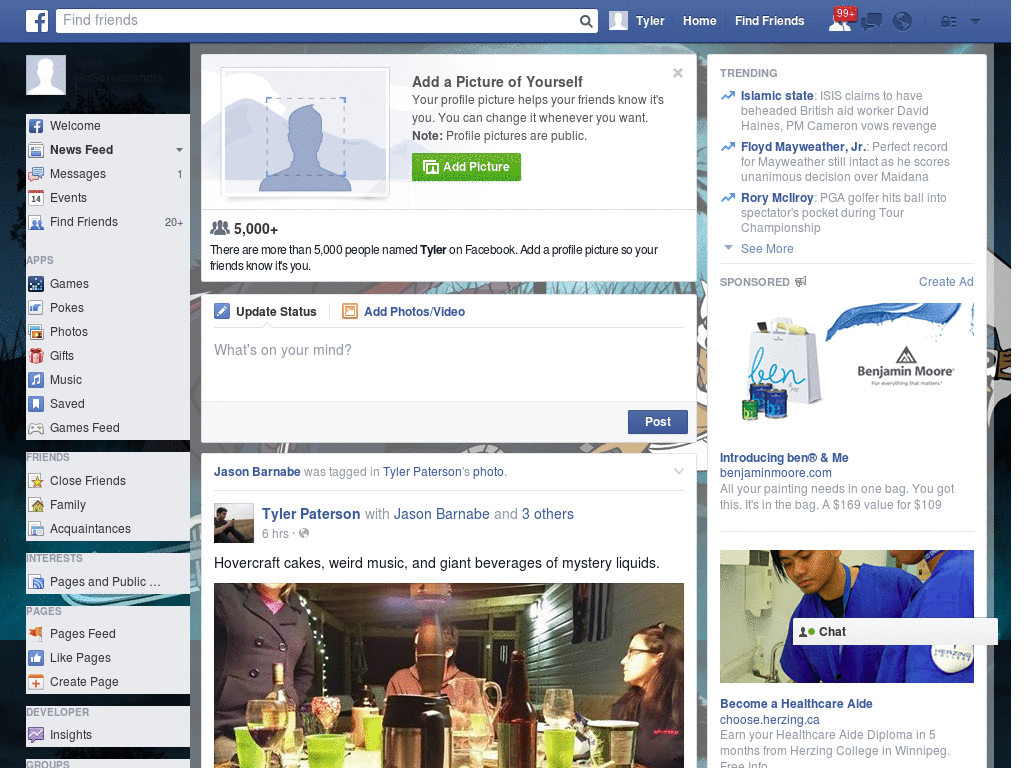 Find friends
Tyler
Home
Find Friends
99+
Tyler
McScreenshots
Edit Profile
Welcome
News Feed
Messages 1
14 Events
Find Friends 20+
APPS
Games
Pokes
Photos
Gifts
Music
Saved
Games Feed
FRIENDS
Close Friends
Family
Acquaintances
INTERESTS
Pages and Public ...
PAGES
Pages Feed
Like Pages
Create Page
DEVELOPER
Insights
GROUPS
Add a Picture of Yourself
Your profile picture helps your friends know it's
you. You can change it whenever you want.
Note: Profile pictures are public.
Add Picture
5,000+
There are more than 5,000 people named Tyler on Facebook. Add a profile picture so your
friends know it's you.
Update Status
Add Photos/Video
What's on your mind?
Post
Jason Barnabe was tagged in Tyler Paterson's photo.
Tyler Paterson with Jason Barnabe and 3 others
6 hrs ·
Hovercraft cakes, weird music, and giant beverages of mystery liquids.
TRENDING
Islamic state: ISIS claims to have
beheaded British aid worker David
Haines, PM Cameron vows revenge
Floyd Mayweather, Jr.: Perfect record
for Mayweather still intact as he scores
unanimous decision over Maidana
Rory McIlroy: PGA golfer hits ball into
spectator's pocket during Tour
Championship
See More
SPONSORED
Create Ad
ben
& ME
Benjamin Moore®
For everything that matters.™
Introducing ben® & Me
benjaminmoore.com
All your painting needs in one bag. You got
this. It's in the bag. A $169 value for $109
Chat
HERZING
COLLEGE
Become a Healthcare Aide
choose.herzing.ca
Earn your Healthcare Aide Diploma in 5
months from Herzing College in Winnipeg.
Free Info